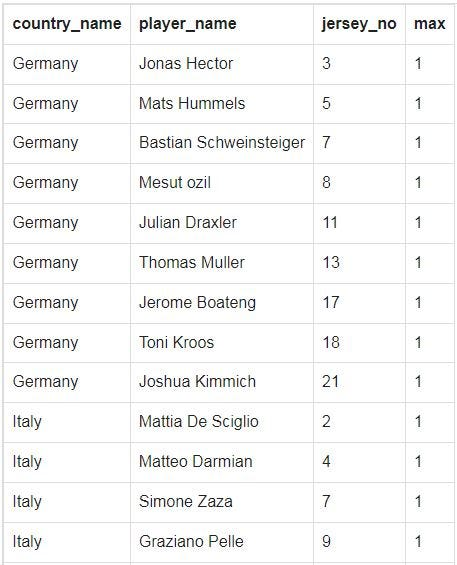 country_name player_name jersey_no max
Germany Jonas Hector 3 1
Germany Mats Hummels 5 1
Germany Bastian Schweinsteiger 7 1
Germany Mesut ozil 8 1
Germany Julian Draxler 11 1
Germany Thomas Muller 13 1
Germany Jerome Boateng 17 1
Germany Toni Kroos 18 1
Germany Joshua Kimmich 21 1
Italy Mattia De Sciglio 2 1
Italy Matteo Darmian 4 1
Italy Simone Zaza 7 1
Italy Graziano Pelle 9 1